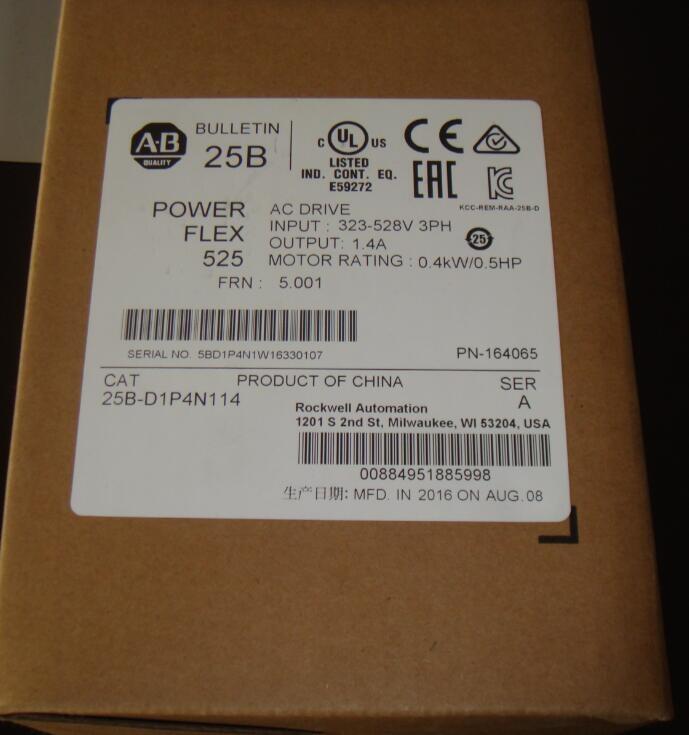 A·B
QUALITY
BULLETIN
25B
C UL US
LISTED
IND. CONT. EQ.
E59272
CE
EAC
KCC-REM-RAA-25B-D
POWER
FLEX
525
AC DRIVE
INPUT : 323-528V 3PH
OUTPUT: 1.4A
MOTOR RATING : 0.4kW/0.5HP
25
FRN : 5.001
SERIAL NO. 5BD1P4N1W16330107
PN-164065
CAT
25B-D1P4N114
PRODUCT OF CHINA
SER
A
Rockwell Automation
1201 S 2nd St, Milwaukee, WI 53204, USA
00884951885998
生产日期: MFD. IN 2016 ON AUG. 08